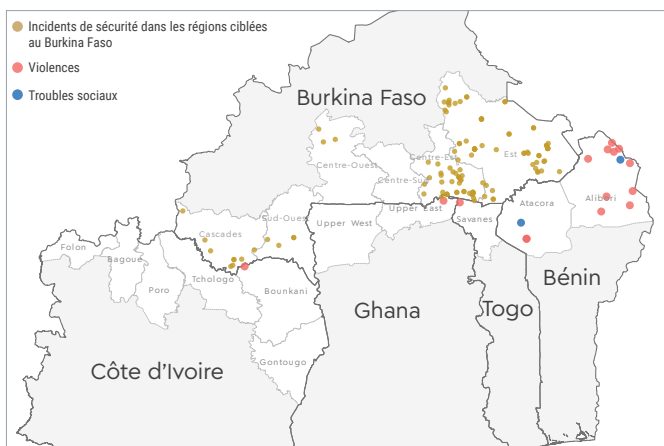 Incidents de sécurité dans les régions ciblées
au Burkina Faso
Violences
Troubles sociaux
Burkina Faso
Centre-Ouest
Centre-Est
Est
Centre-Sud
Atacora
Alibori
Cascades
Sud-Ouest
Upper West
Upper East
Savanes
Folon
Bagoue
Poro
Tchologo
Bounkani
Gontougo
Côte d'Ivoire
Ghana
Togo
Bénin